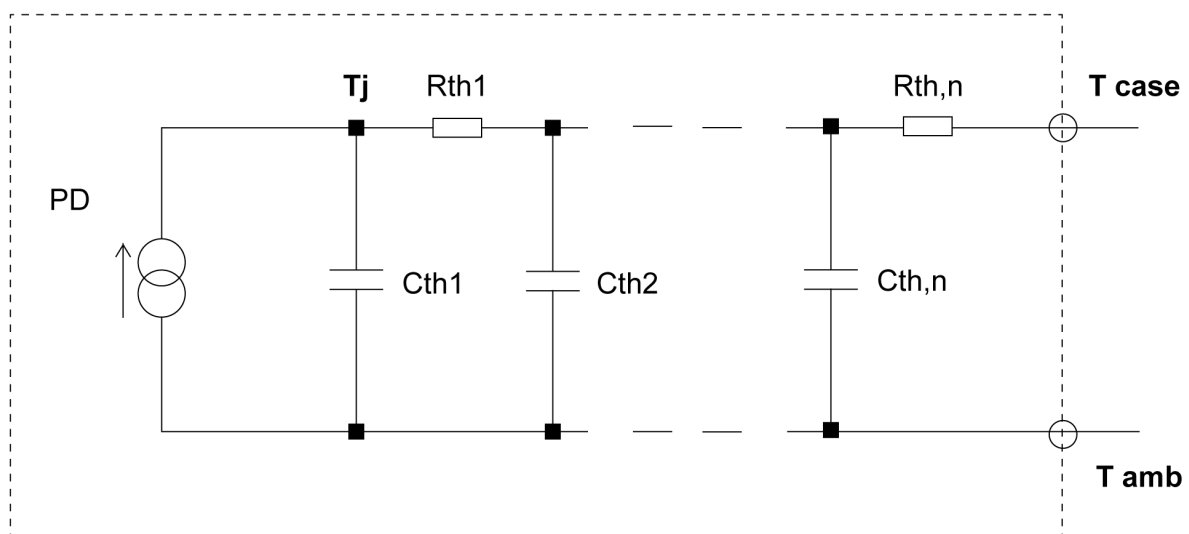 Tj
Rth1
Rth,n
T case
PD
Cth1
Cth2
Cth,n
T amb